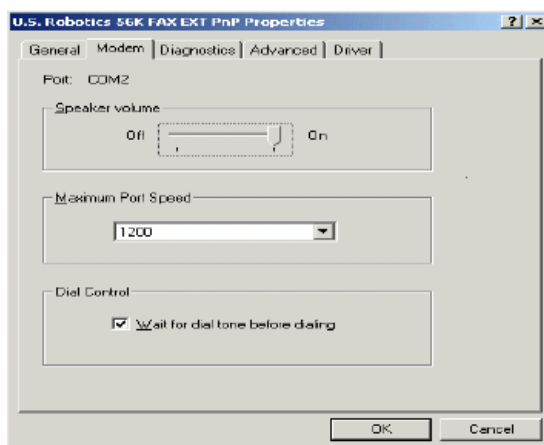 U.S. Robotics 56K FAX EXT PnP Properties
General Modem Diagnostics Advanced Driver
Port: COM2
Speaker volume
Off On
Maximum Port Speed
1200
Dial Control
Wait for dial tone before dialing
OK Cancel